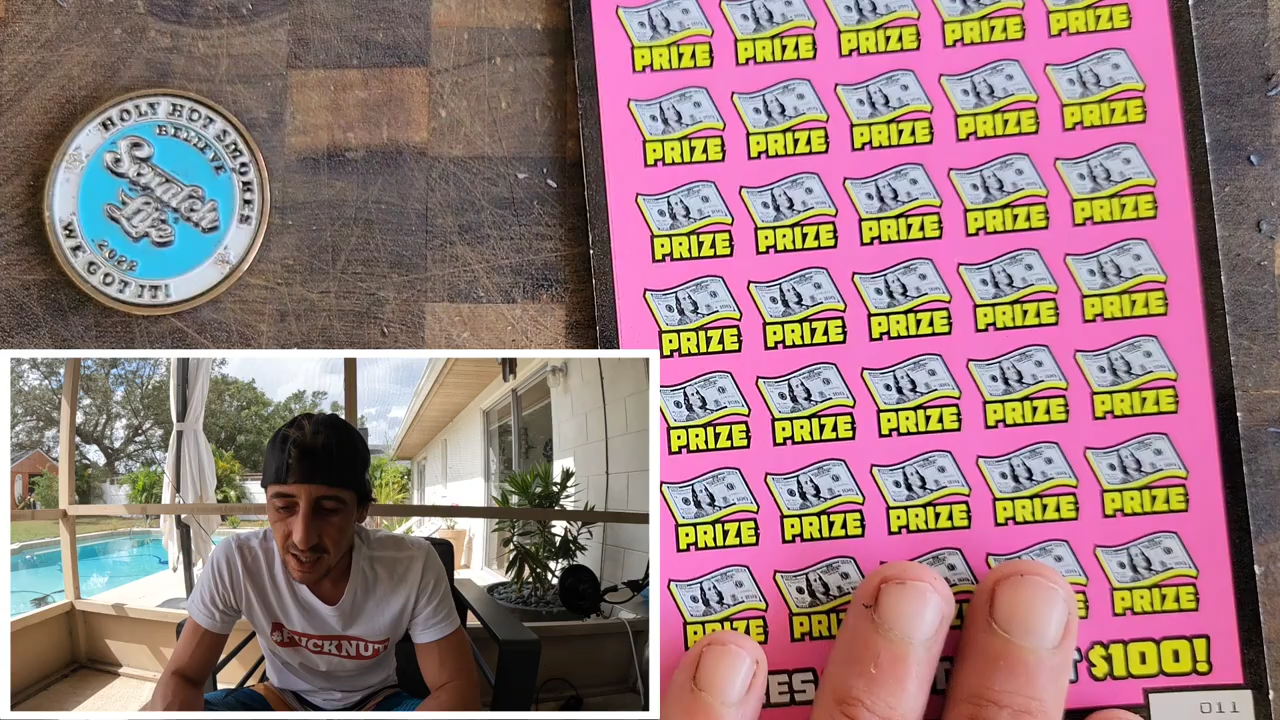 HOLY HOT SMOKES
BELIEVE
Scratch
Life
2022
WE GOT IT!
PRIZE PRIZE PRIZE PRIZE PRIZE
PRIZE PRIZE PRIZE PRIZE PRIZE
PRIZE PRIZE PRIZE PRIZE PRIZE
PRIZE PRIZE PRIZE PRIZE PRIZE
PRIZE PRIZE PRIZE PRIZE PRIZE
PRIZE PRIZE PRIZE PRIZE PRIZE
PRIZE PRIZE
$100!
011
#FUCKNUT